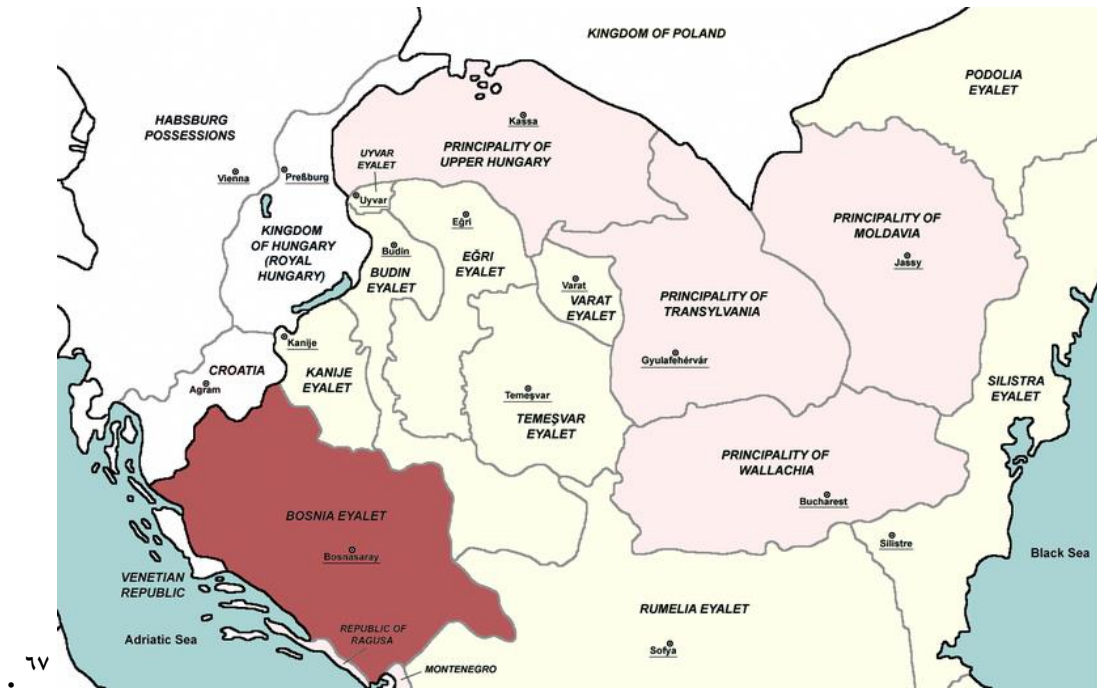 KINGDOM OF POLAND
PODOLIA
EYALET
HABSBURG
POSSESSIONS
Kassa
PRINCIPALITY OF
UPPER HUNGARY
UYVAR
EYALET
Vienna
Preßburg
Uyvar
KINGDOM
OF HUNGARY
(ROYAL
HUNGARY)
Eğri
EĞRİ
EYALET
Budin
BUDIN
EYALET
Varat
VARAT
EYALET
PRINCIPALITY OF
TRANSYLVANIA
Gyulafehérvár
PRINCIPALITY OF
MOLDAVIA
Jassy
Kanije
KANIJE
EYALET
CROATIA
Agram
Temeşvar
TEMEŞVAR
EYALET
SILISTRA
EYALET
PRINCIPALITY OF
WALLACHIA
Bucharest
BOSNIA EYALET
Bosnasaray
Silistre
Black Sea
VENETIAN
REPUBLIC
Adriatic Sea
REPUBLIC OF
RAGUSA
MONTENEGRO
RUMELIA EYALET
Sofya
٦٧
.